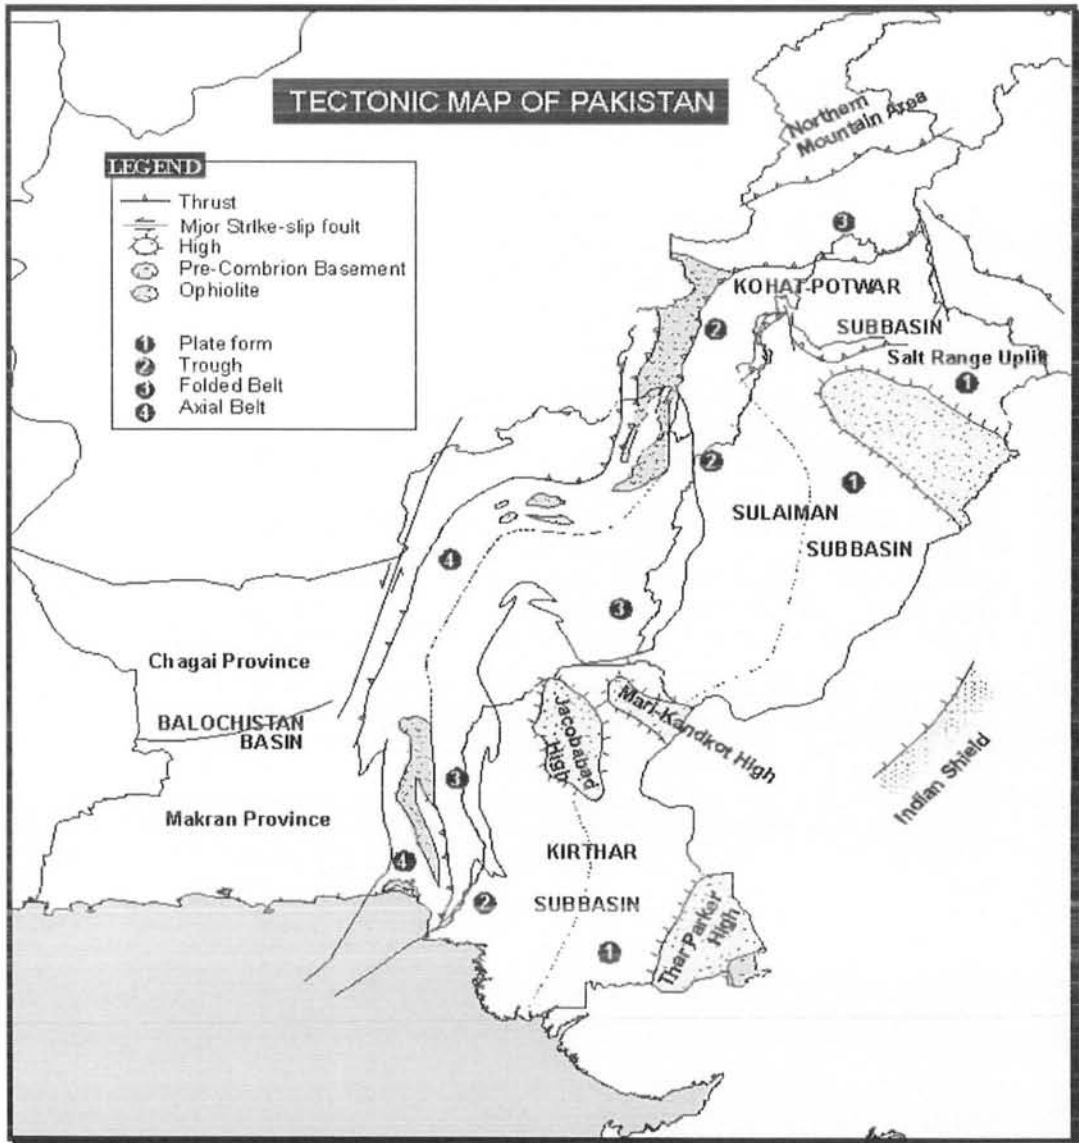 TECTONIC MAP OF PAKISTAN
Northern
Mountain Area
LEGEND
Thrust
Mjor Strlke-slip foult
High
Pre-Combrion Basement
Ophiolite
1 Plate form
2 Trough
3 Folded Belt
4 Axial Belt
3
KOHAT-POTWAR
2
SUBBASIN
Salt Range Uplift
1
2
1
SULAIMAN
SUBBASIN
4
3
Chagai Province
BALOCHISTAN
BASIN
Mari-Kandkot High
Jacobabad
High
Indian Shield
3
Makran Province
KIRTHAR
4
2
SUBBASIN
Thar Parker
High
1